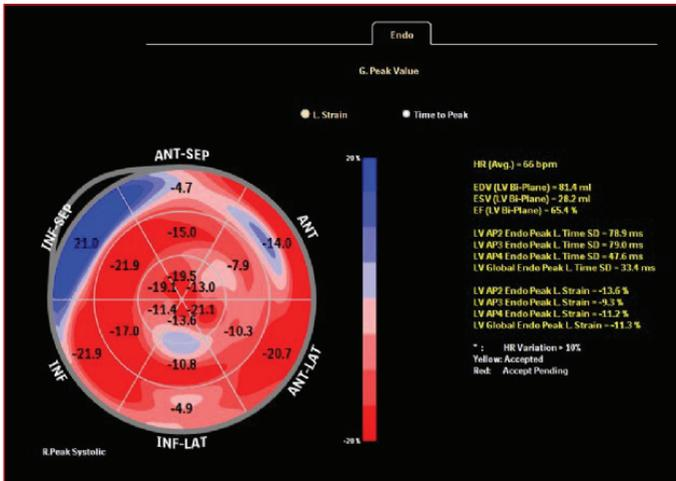 Endo
G. Peak Value
L. Strain
Time to Peak
ANT-SEP
20 %
HR (Avg.) = 66 bpm
-4.7
EDV (LV Bi-Plane) = 81.4 ml
ESV (LV Bi-Plane) = 28.2 ml
EF (LV Bi-Plane) = 65.4 %
INF-SEP
ANT
21.0
-15.0
-14.0
LV AP2 Endo Peak L. Time SD = 78.9 ms
LV AP3 Endo Peak L. Time SD = 79.0 ms
LV AP4 Endo Peak L. Time SD = 47.6 ms
LV Global Endo Peak L. Time SD = 33.4 ms
-21.9
-7.9
-19.5
-19.1
-13.0
LV AP2 Endo Peak L. Strain = -13.6 %
LV AP3 Endo Peak L. Strain = -9.3 %
LV AP4 Endo Peak L. Strain = -11.2 %
LV Global Endo Peak L. Strain = -11.3 %
-11.4
-21.1
-13.6
-17.0
-10.3
* : HR Variation > 10%
Yellow: Accepted
Red: Accept Pending
-21.9
-20.7
-10.8
INF
ANT-LAT
-4.9
INF-LAT
-20 %
R.Peak Systolic